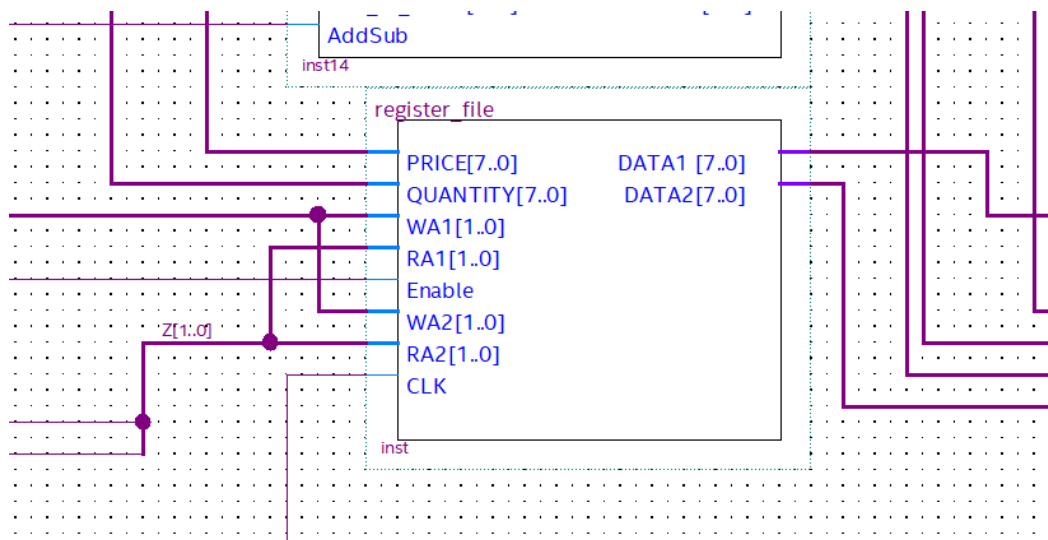 AddSub
inst14
register_file
PRICE[7..0] DATA1 [7..0]
QUANTITY[7..0] DATA2[7..0]
WA1[1..0]
RA1[1..0]
Enable
Z[1..0]
WA2[1..0]
RA2[1..0]
CLK
inst